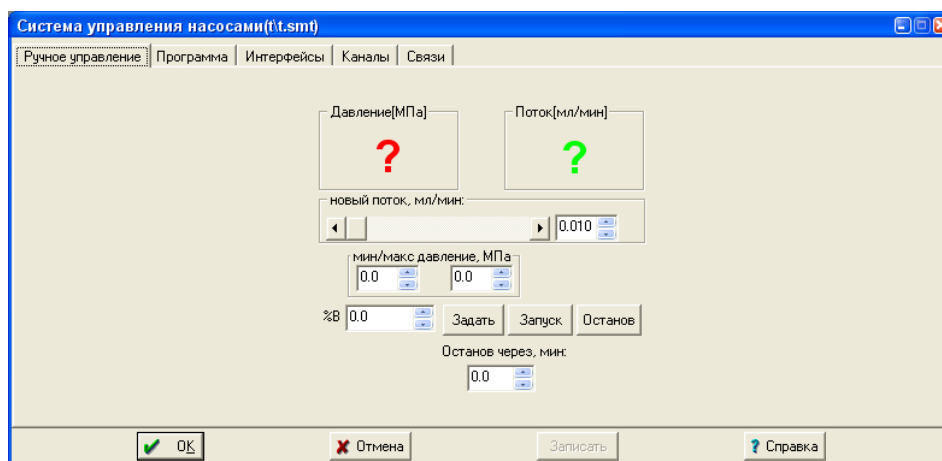 Система управления насосами(t\t.smt)
Ручное управление Программа Интерфейсы Каналы Связи
Давление[МПа] Поток[мл/мин]
? ?
новый поток, мл/мин:
0.010
мин/макс давление, МПа
0.0 0.0
%В 0.0 Задать Запуск Останов
Останов через, мин:
0.0
OK Отмена Записать ? Справка